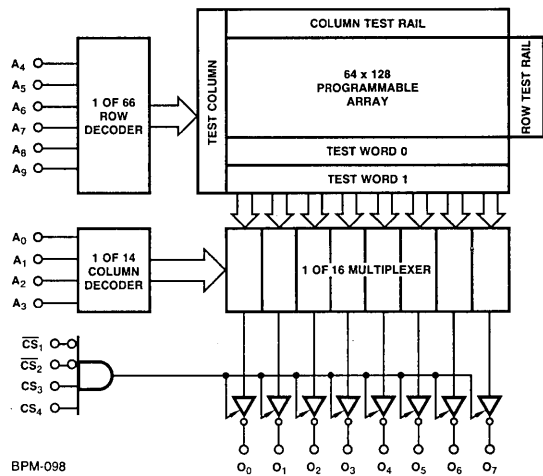 COLUMN TEST RAIL
TEST COLUMN
64 x 128
PROGRAMMABLE
ARRAY
ROW TEST RAIL
TEST WORD 0
TEST WORD 1
A4
A5
A6
A7
A8
A9
1 OF 66
ROW
DECODER
A0
A1
A2
A3
1 OF 14
COLUMN
DECODER
1 OF 16 MULTIPLEXER
C̅S̅1
C̅S̅2
CS3
CS4
BPM-098
O0
O1
O2
O3
O4
O5
O6
O7